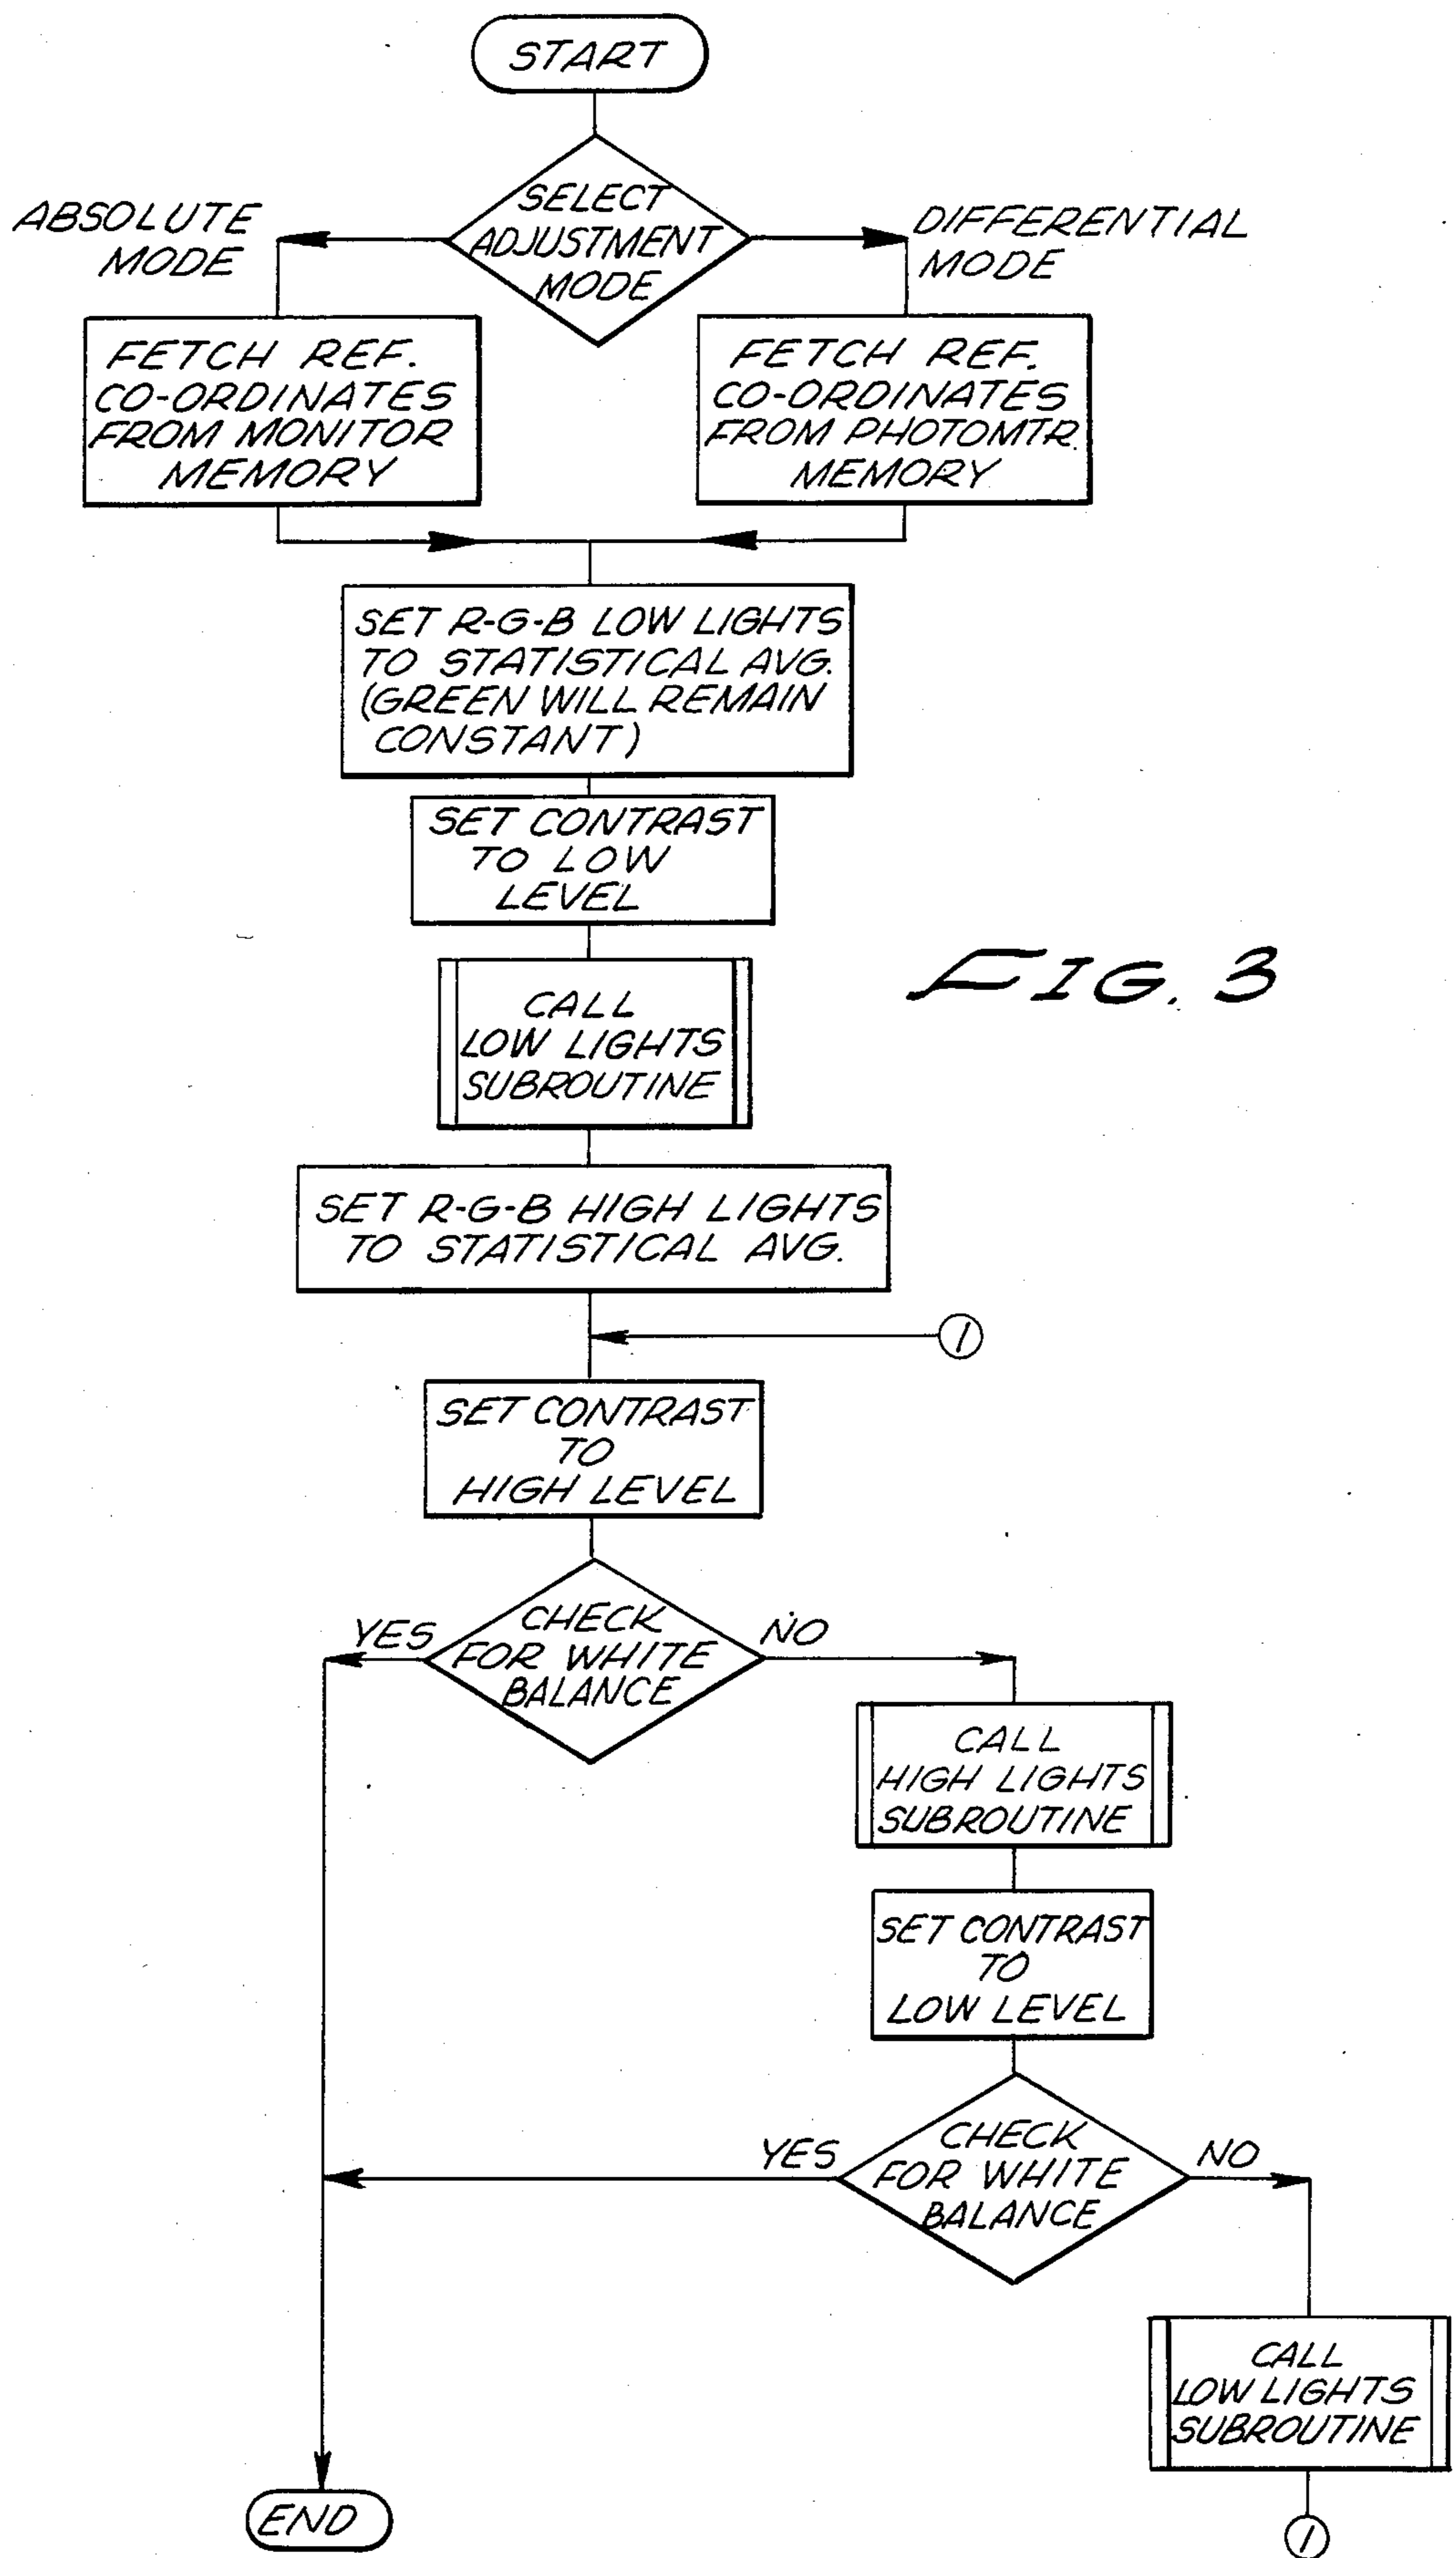 START
SELECT
ADJUSTMENT
MODE
ABSOLUTE
MODE
DIFFERENTIAL
MODE
FETCH REF.
CO-ORDINATES
FROM MONITOR
MEMORY
FETCH REF.
CO-ORDINATES
FROM PHOTOMTR.
MEMORY
SET R-G-B LOW LIGHTS
TO STATISTICAL AVG.
(GREEN WILL REMAIN
CONSTANT)
SET CONTRAST
TO LOW
LEVEL
CALL
LOW LIGHTS
SUBROUTINE
FIG. 3
SET R-G-B HIGH LIGHTS
TO STATISTICAL AVG.
1
SET CONTRAST
TO
HIGH LEVEL
CHECK
FOR WHITE
BALANCE
YES
NO
CALL
HIGH LIGHTS
SUBROUTINE
SET CONTRAST
TO
LOW LEVEL
CHECK
FOR WHITE
BALANCE
YES
NO
CALL
LOW LIGHTS
SUBROUTINE
END
1